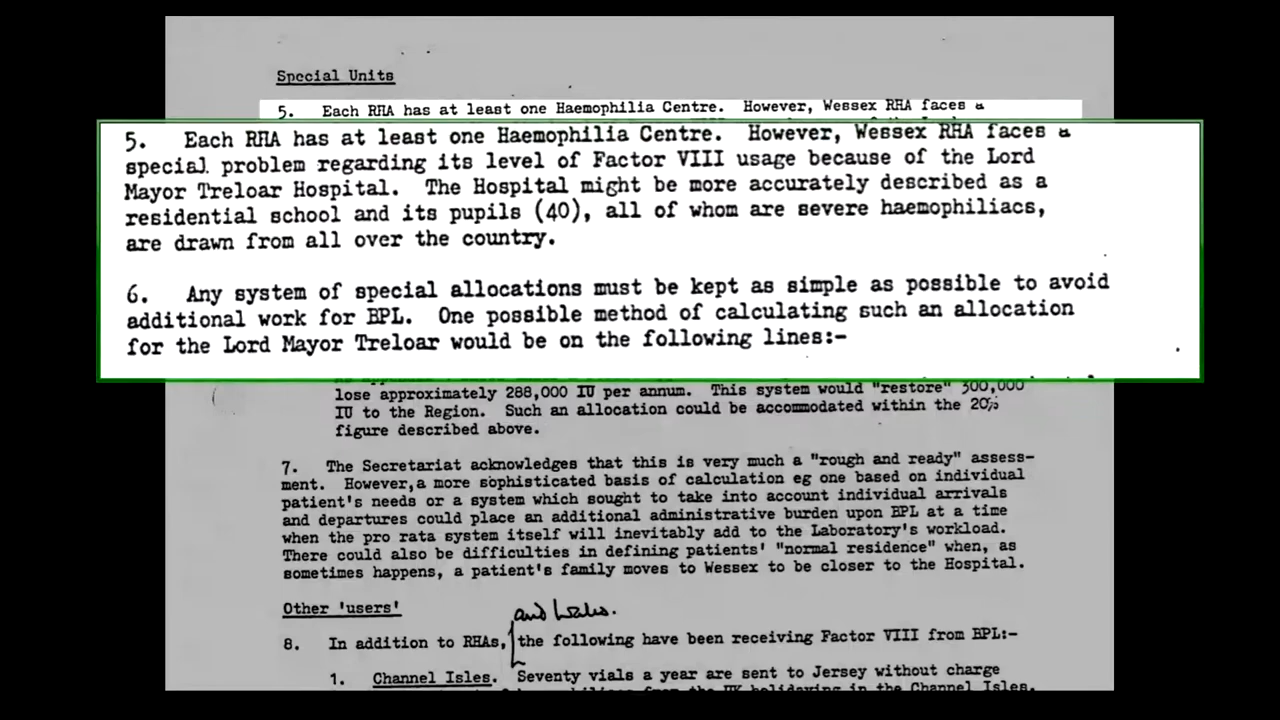 Special Units
5. Each RHA has at least one Haemophilia Centre. However, Wessex RHA faces a
5. Each RHA has at least one Haemophilia Centre. However, Wessex RHA faces a
special problem regarding its level of Factor VIII usage because of the Lord
Mayor Treloar Hospital. The Hospital might be more accurately described as a
residential school and its pupils (40), all of whom are severe haemophiliacs,
are drawn from all over the country.
6. Any system of special allocations must be kept as simple as possible to avoid
additional work for BPL. One possible method of calculating such an allocation
for the Lord Mayor Treloar would be on the following lines:-
lose approximately 288,000 IU per annum. This system would "restore" 300,000
IU to the Region. Such an allocation could be accommodated within the 20%
figure described above.
7. The Secretariat acknowledges that this is very much a "rough and ready" assess-
ment. However, a more sophisticated basis of calculation eg one based on individual
patient's needs or a system which sought to take into account individual arrivals
and departures could place an additional administrative burden upon BPL at a time
when the pro rata system itself will inevitably add to the Laboratory's workload.
There could also be difficulties in defining patients' "normal residence" when, as
sometimes happens, a patient's family moves to Wessex to be closer to the Hospital.
Other 'users'
and Wales.
8. In addition to RHAs, the following have been receiving Factor VIII from BPL:-
1. Channel Isles. Seventy vials a year are sent to Jersey without charge
from the UK holidaying in the Channel Isles.